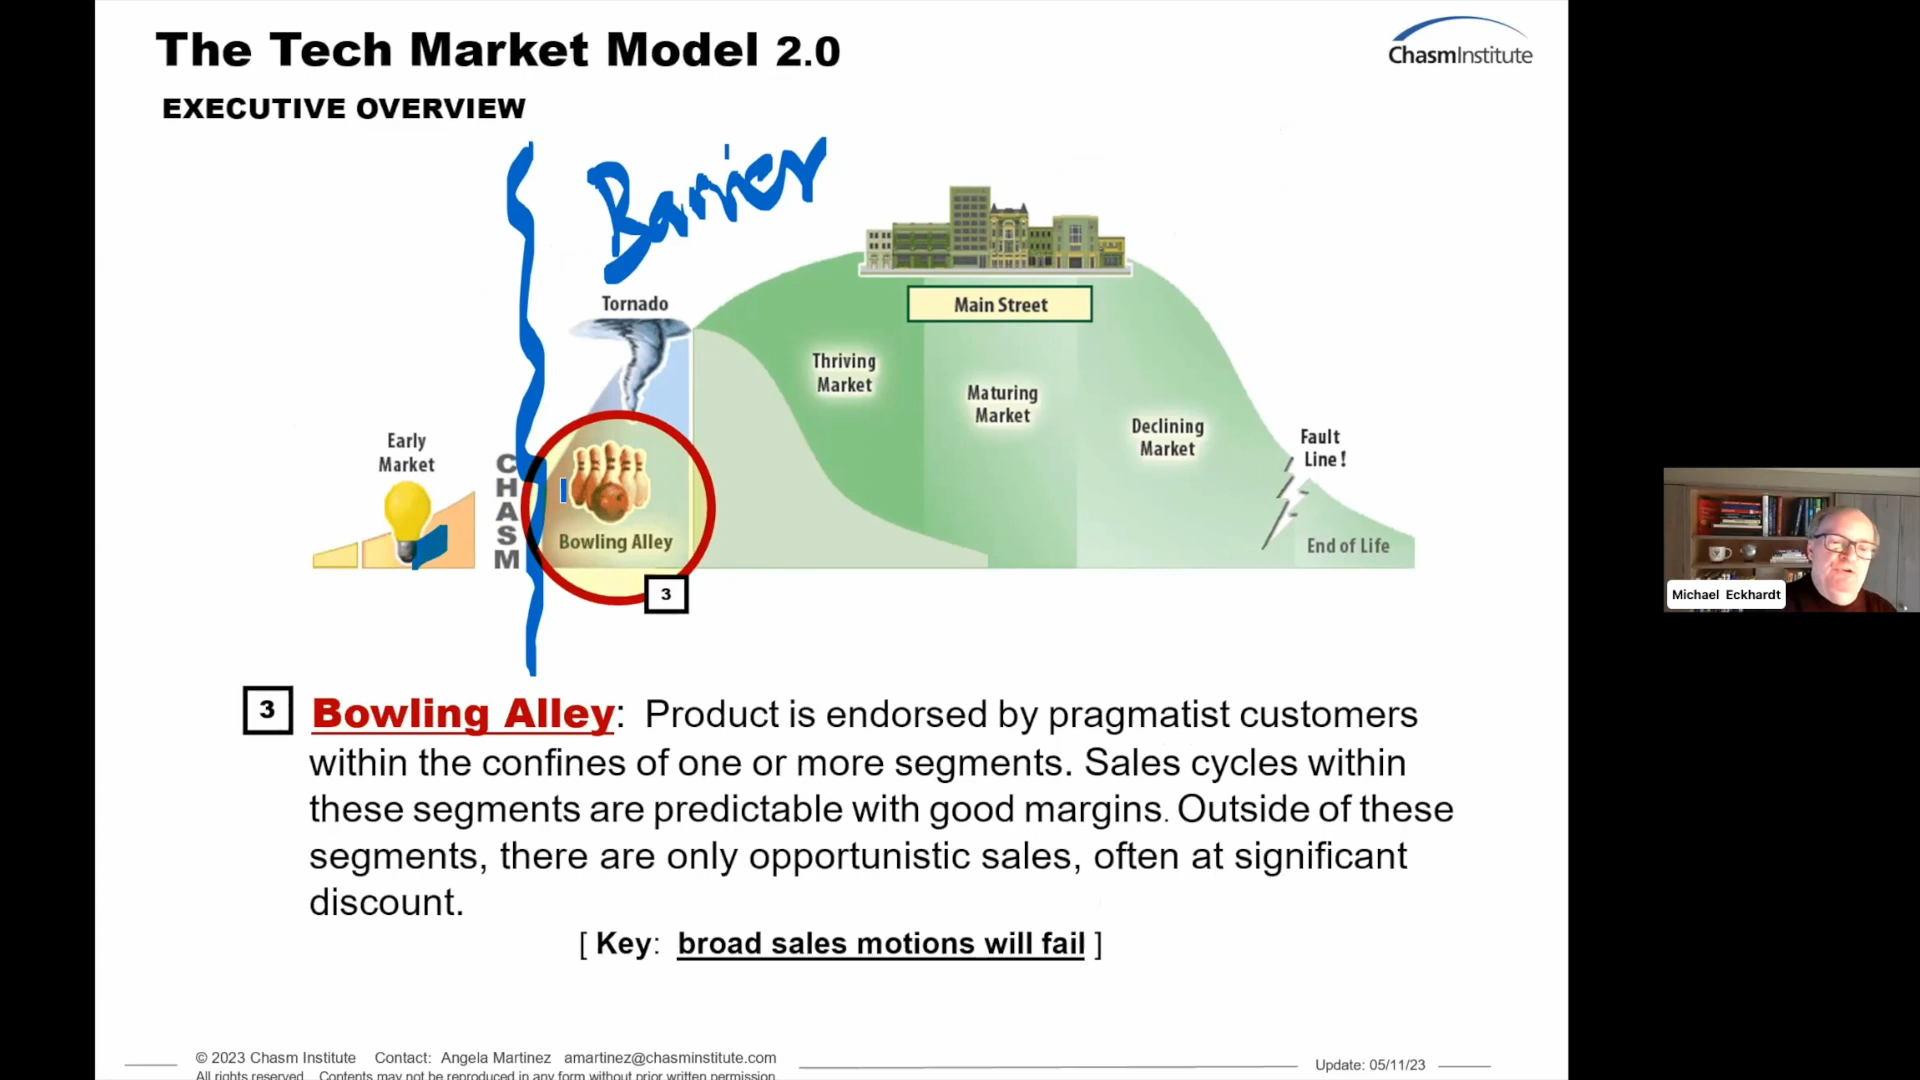 The Tech Market Model 2.0
ChasmInstitute
EXECUTIVE OVERVIEW
Barrier
Tornado
Main Street
Thriving
Market
Maturing
Market
Early
Market
Declining
Market
Fault
Line!
CHASM
Bowling Alley
End of Life
3
Michael Eckhardt
3 Bowling Alley: Product is endorsed by pragmatist customers
within the confines of one or more segments. Sales cycles within
these segments are predictable with good margins. Outside of these
segments, there are only opportunistic sales, often at significant
discount.
[ Key: broad sales motions will fail ]
© 2023 Chasm Institute Contact: Angela Martinez amartinez@chasminstitute.com
All rights reserved. Contents may not be reproduced in any form without prior written permission.
Update: 05/11/23